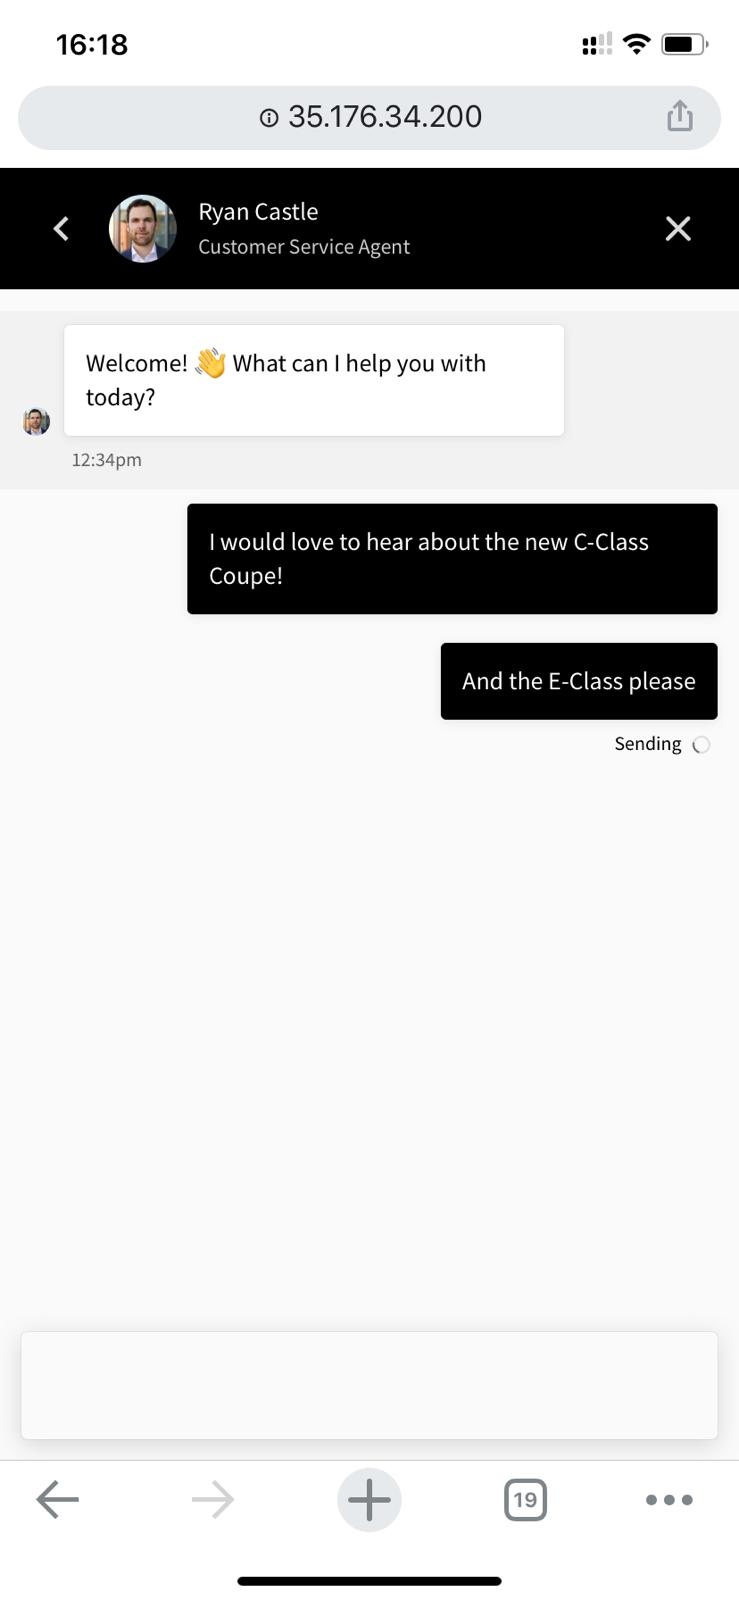 16:18
35.176.34.200
Ryan Castle
Customer Service Agent
Welcome! 👋 What can I help you with
today?
12:34pm
I would love to hear about the new C-Class
Coupe!
And the E-Class please
Sending
19